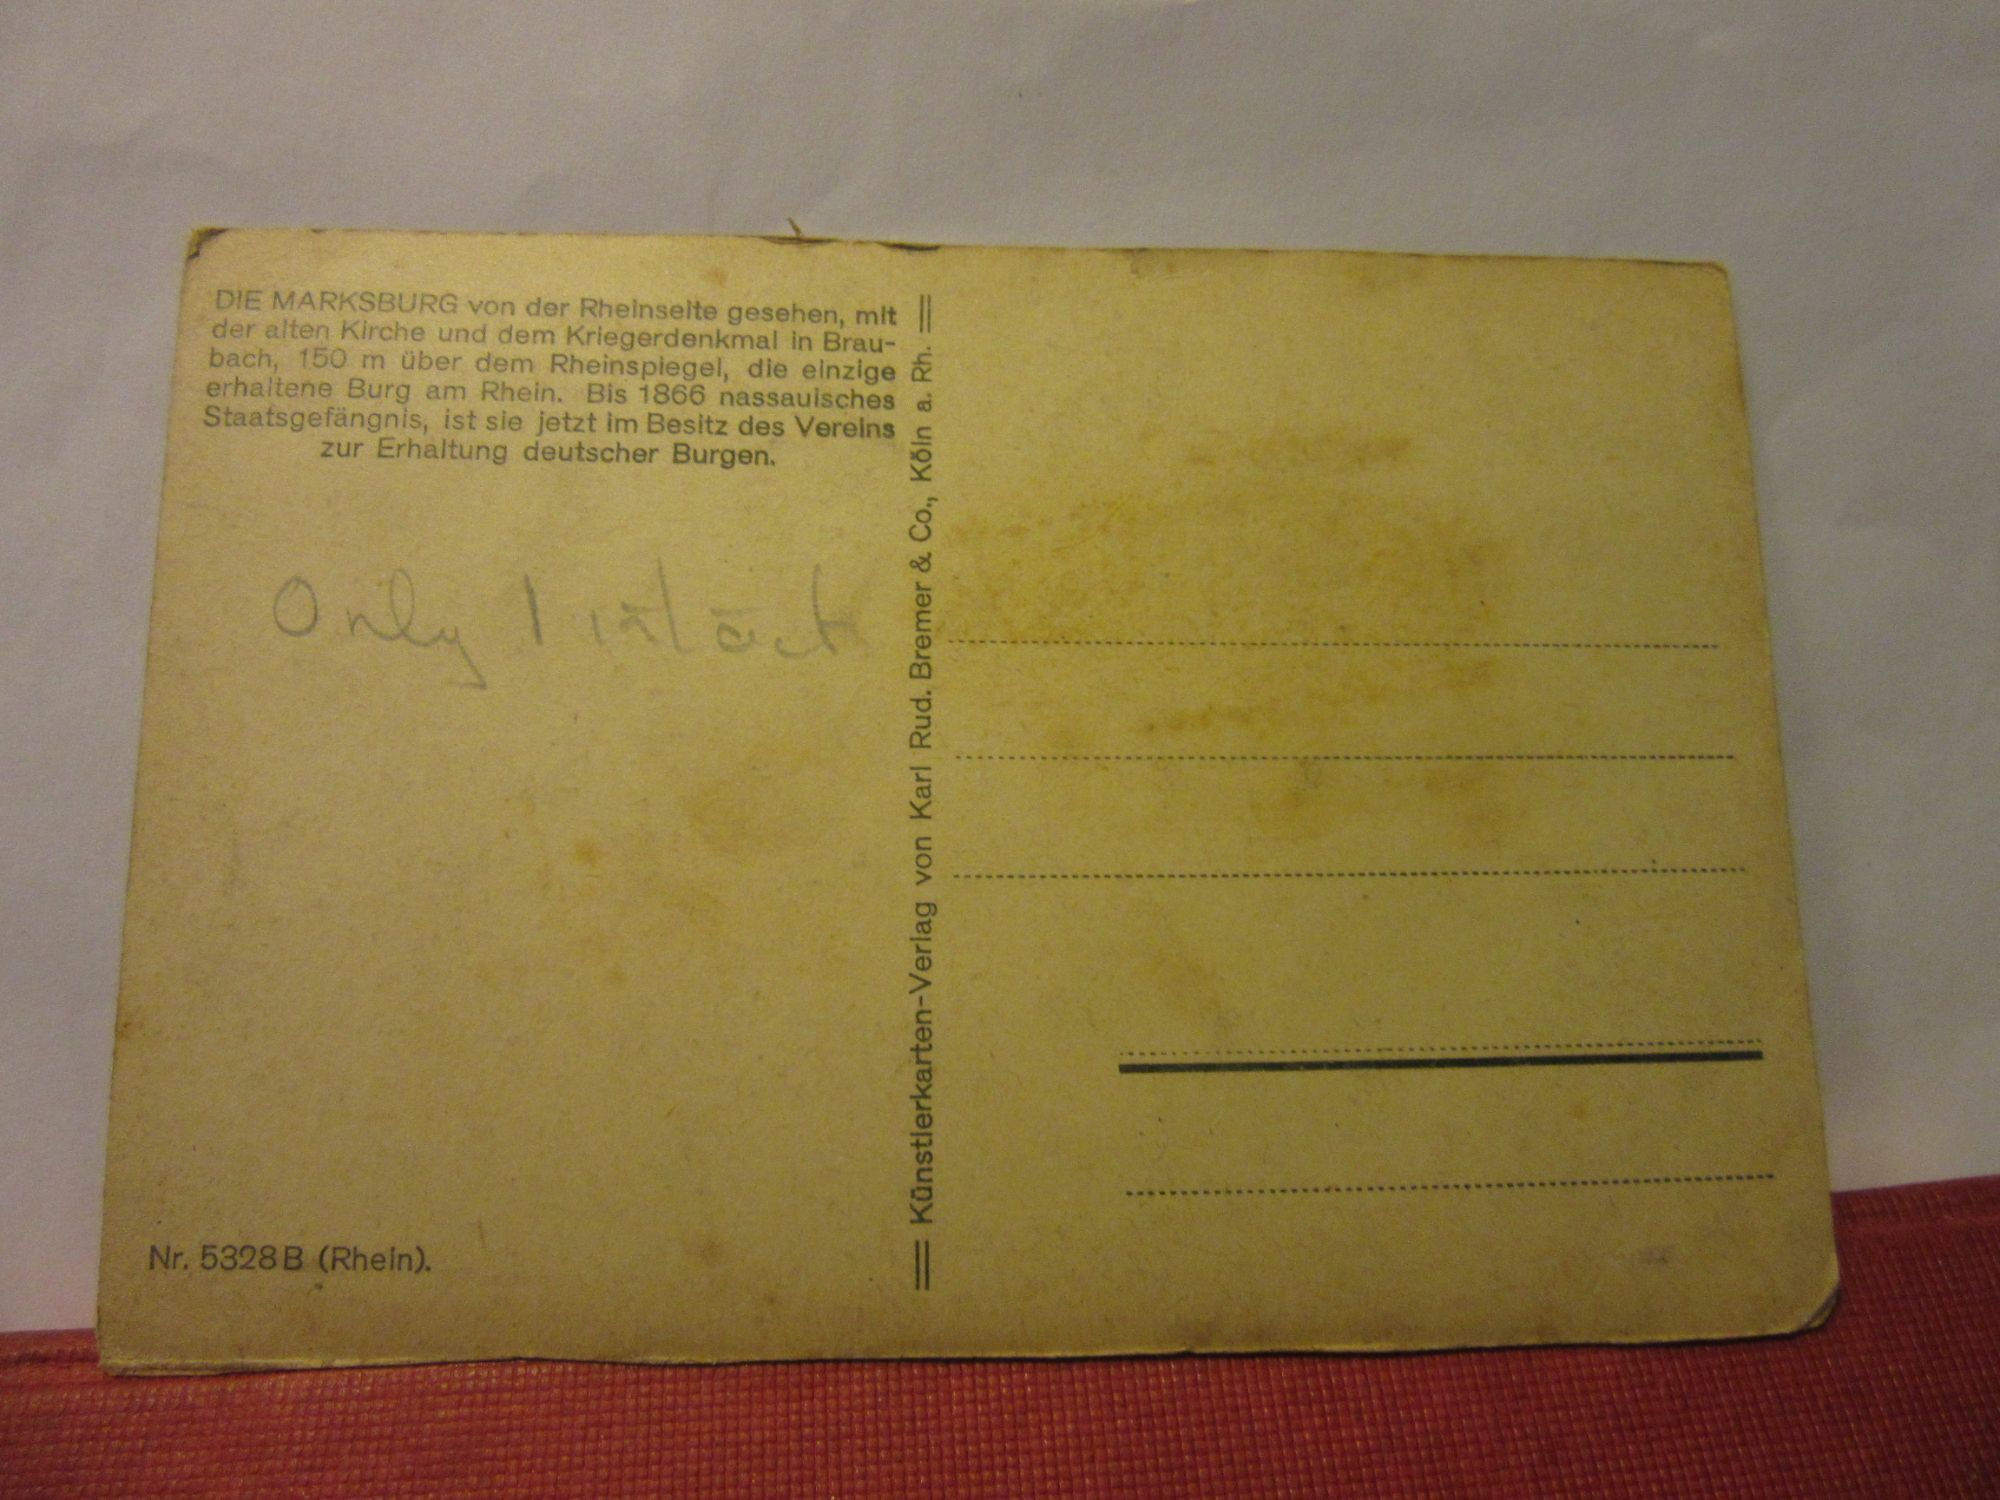 DIE MARKSBURG von der Rheinseite gesehen, mit
der alten Kirche und dem Kriegerdenkmal in Brau-
bach, 150 m über dem Rheinspiegel, die einzige
erhaltene Burg am Rhein. Bis 1866 nassauisches
Staatsgefängnis, ist sie jetzt im Besitz des Vereins
zur Erhaltung deutscher Burgen.
Only 1 intact
Nr. 5328 B (Rhein).
Künstlerkarten-Verlag von Karl Rud. Bremer & Co., Köln a. Rh.